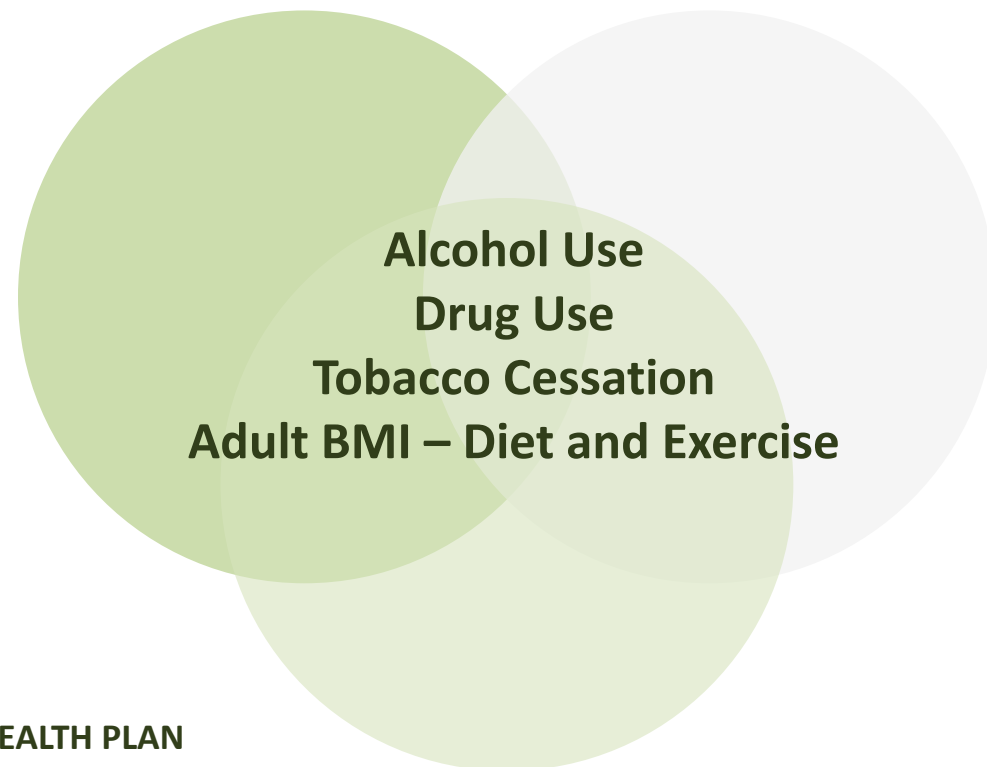 Alcohol Use
Drug Use
Tobacco Cessation
Adult BMI – Diet and Exercise
EALTH PLAN